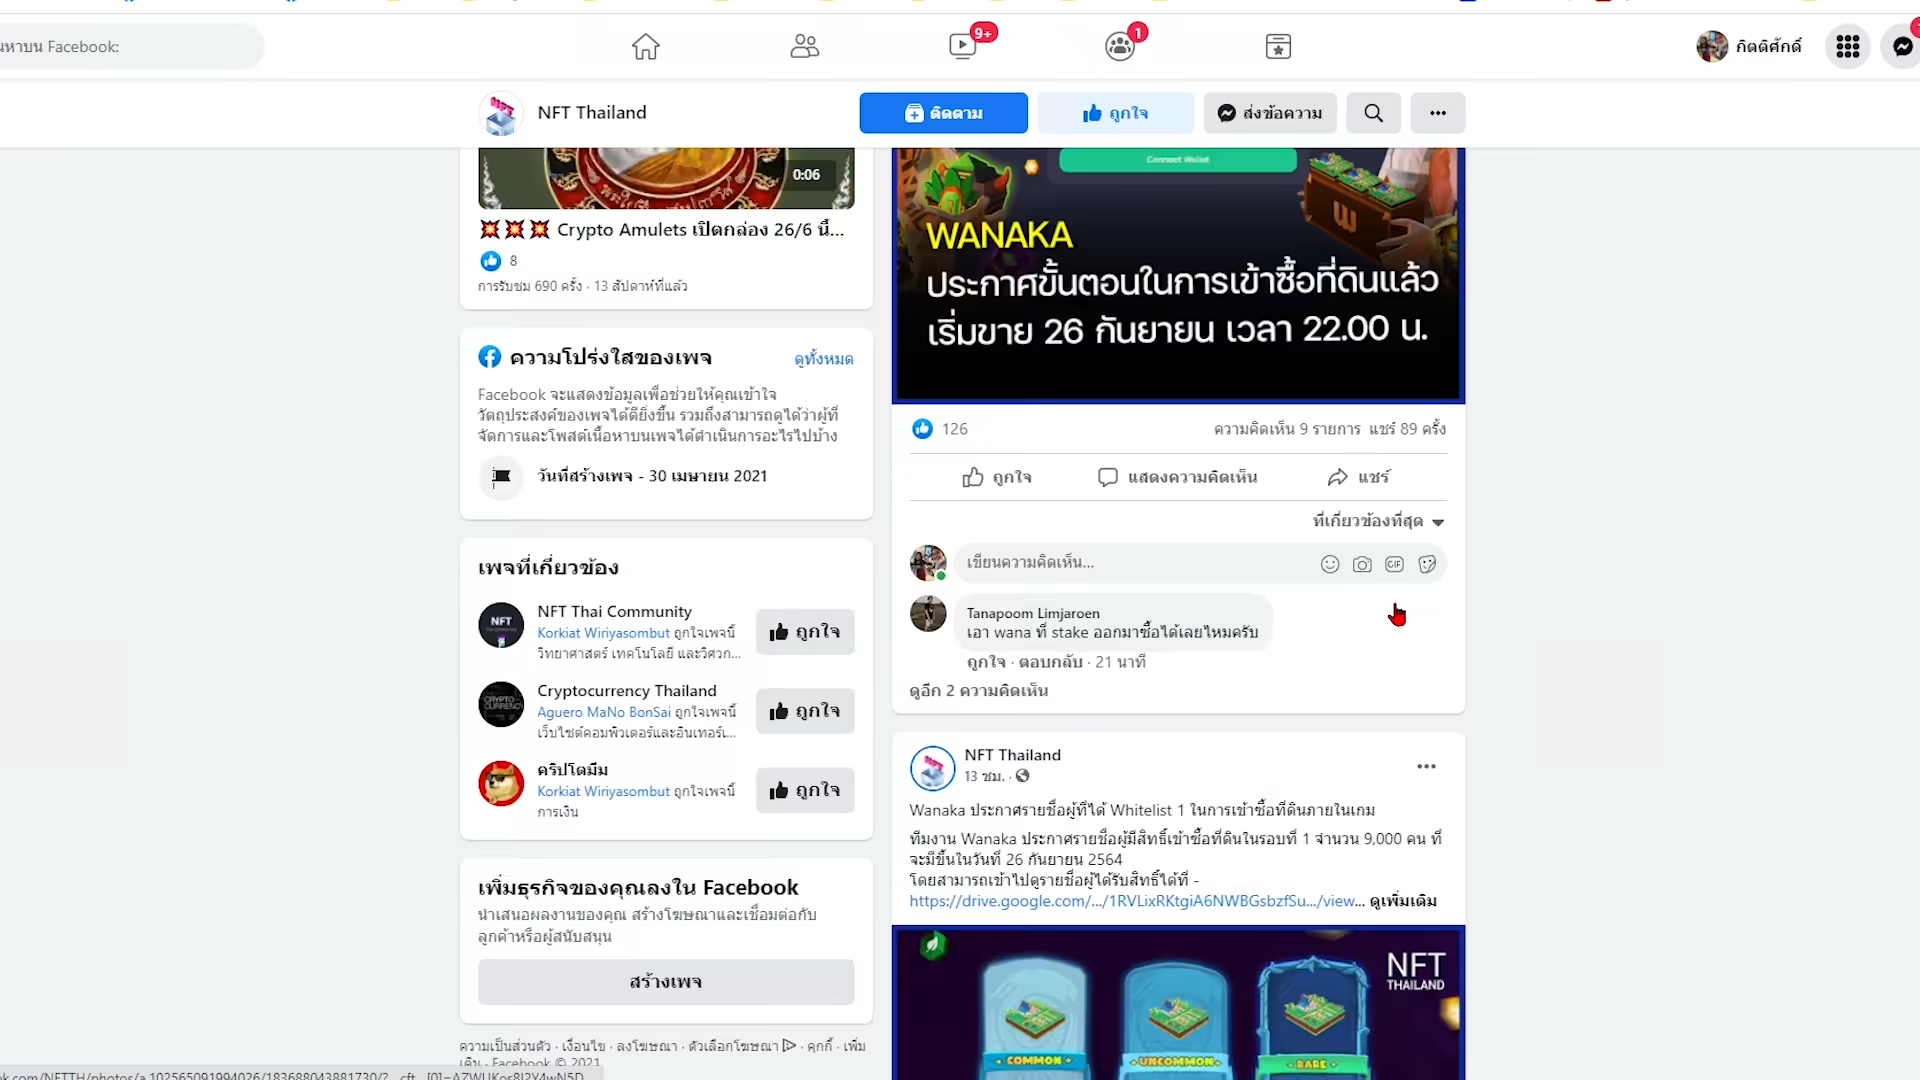 นหาบน Facebook:
9+
1
กิตติศักดิ์
NFT Thailand
ติดตาม
ถูกใจ
ส่งข้อความ
0:06
💥💥💥 Crypto Amulets เปิดกล่อง 26/6 นี้...
8
การรับชม 690 ครั้ง · 13 สัปดาห์ที่แล้ว
ความโปร่งใสของเพจ
ดูทั้งหมด
Facebook จะแสดงข้อมูลเพื่อช่วยให้คุณเข้าใจ
วัตถุประสงค์ของเพจได้ดียิ่งขึ้น รวมถึงสามารถดูได้ว่าผู้ที่
จัดการและโพสต์เนื้อหาบนเพจได้ดำเนินการอะไรไปบ้าง
วันที่สร้างเพจ - 30 เมษายน 2021
เพจที่เกี่ยวข้อง
NFT
NFT Thai Community
Korkiat Wiriyasombut ถูกใจเพจนี้
วิทยาศาสตร์ เทคโนโลยี และวิศวก...
ถูกใจ
CRYPTO
CURRENCY
Cryptocurrency Thailand
Aguero MaNo BonSai ถูกใจเพจนี้
เว็บไซต์คอมพิวเตอร์และอินเทอร์เ...
ถูกใจ
คริปโตมีม
Korkiat Wiriyasombut ถูกใจเพจนี้
การเงิน
ถูกใจ
เพิ่มธุรกิจของคุณลงใน Facebook
นำเสนอผลงานของคุณ สร้างโฆษณาและเชื่อมต่อกับ
ลูกค้าหรือผู้สนับสนุน
สร้างเพจ
ความเป็นส่วนตัว · เงื่อนไข · ลงโฆษณา · ตัวเลือกโฆษณา · คุกกี้ · เพิ่ม
เติม · Facebook © 2021
Connect Wallet
WANAKA
ประกาศขั้นตอนในการเข้าซื้อที่ดินแล้ว
เริ่มขาย 26 กันยายน เวลา 22.00 น.
126
ความคิดเห็น 9 รายการ แชร์ 89 ครั้ง
ถูกใจ
แสดงความคิดเห็น
แชร์
ที่เกี่ยวข้องที่สุด
เขียนความคิดเห็น...
GIF
Tanapoom Limjaroen
เอา wana ที่ stake ออกมาซื้อได้เลยไหมครับ
ถูกใจ · ตอบกลับ · 21 นาที
ดูอีก 2 ความคิดเห็น
NFT Thailand
13 ชม. ·
Wanaka ประกาศรายชื่อผู้ที่ได้ Whitelist 1 ในการเข้าซื้อที่ดินภายในเกม
ทีมงาน Wanaka ประกาศรายชื่อผู้มีสิทธิ์เข้าซื้อที่ดินในรอบที่ 1 จำนวน 9,000 คน ที่
จะมีขึ้นในวันที่ 26 กันยายน 2564
โดยสามารถเข้าไปดูรายชื่อผู้ได้รับสิทธิ์ได้ที่ -
https://drive.google.com/.../1RVLixRKtgiA6NWBGsbzfSu.../view... ดูเพิ่มเติม
NFT
THAILAND
COMMON
UNCOMMON
RARE